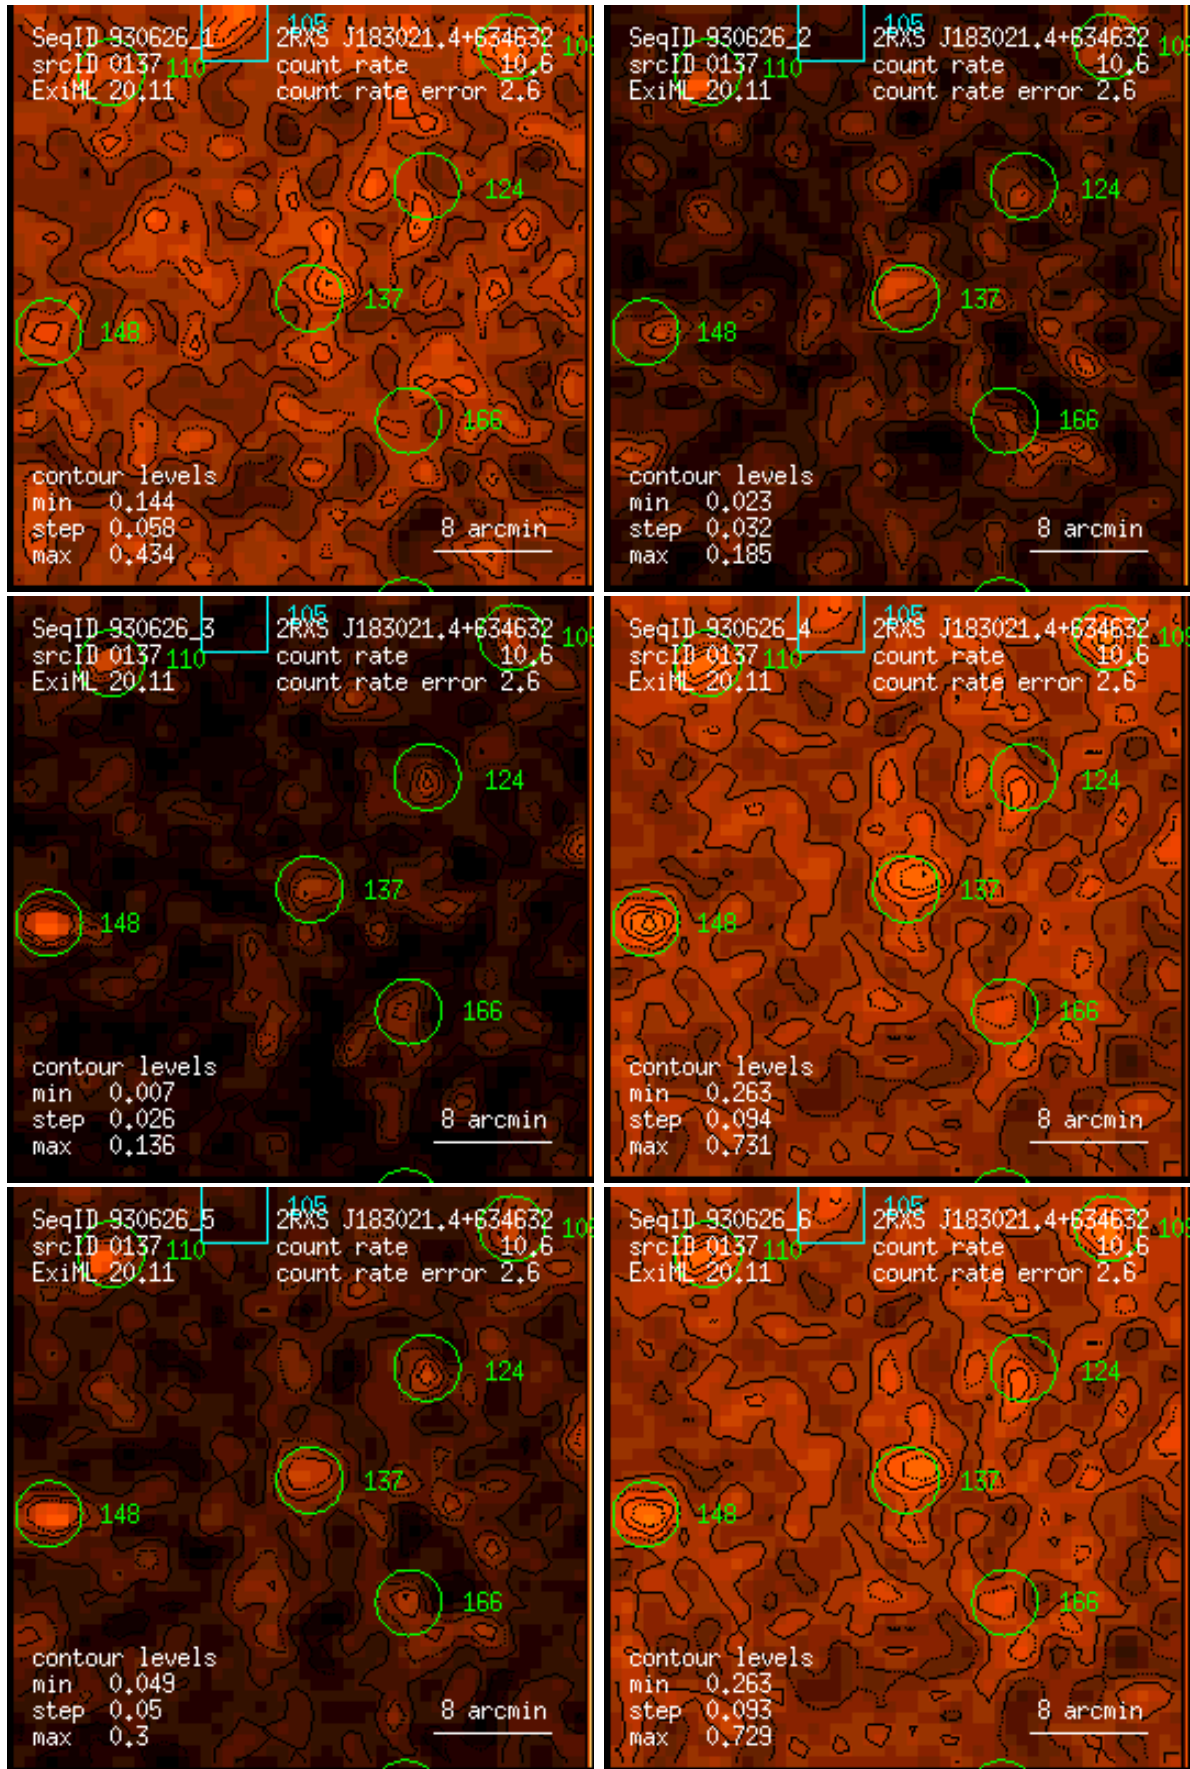 105
SeqID 930626_1 2RXS J183021.4+634632
109
srcID 0137 110 count rate 10.6
ExiML 20.11 count rate error 2.6
124
137
148
166
contour levels
min 0.144
step 0.058 8 arcmin
max 0.434
105
SeqID 930626_2 2RXS J183021.4+634632
109
srcID 0137 110 count rate 10.6
ExiML 20.11 count rate error 2.6
124
137
148
166
contour levels
min 0.023
step 0.032 8 arcmin
max 0.185
105
SeqID 930626_3 2RXS J183021.4+634632
109
srcID 0137 110 count rate 10.6
ExiML 20.11 count rate error 2.6
124
137
148
166
contour levels
min 0.007
step 0.026 8 arcmin
max 0.136
105
SeqID 930626_4 2RXS J183021.4+634632
109
srcID 0137 110 count rate 10.6
ExiML 20.11 count rate error 2.6
124
137
148
166
contour levels
min 0.263
step 0.094 8 arcmin
max 0.731
105
SeqID 930626_5 2RXS J183021.4+634632
109
srcID 0137 110 count rate 10.6
ExiML 20.11 count rate error 2.6
124
137
148
166
contour levels
min 0.049
step 0.05 8 arcmin
max 0.3
105
SeqID 930626_6 2RXS J183021.4+634632
109
srcID 0137 110 count rate 10.6
ExiML 20.11 count rate error 2.6
124
137
148
166
contour levels
min 0.263
step 0.093 8 arcmin
max 0.729